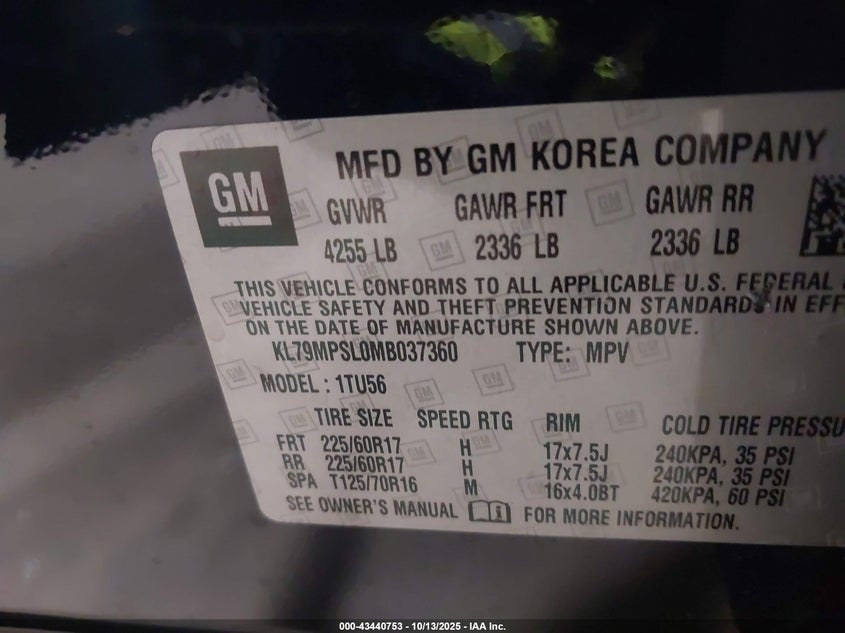 GM
MFD BY GM KOREA COMPANY
GVWR GAWR FRT GAWR RR
4255 LB 2336 LB 2336 LB
THIS VEHICLE CONFORMS TO ALL APPLICABLE U.S. FEDERAL
VEHICLE SAFETY AND THEFT PREVENTION STANDARDS IN EFF
ON THE DATE OF MANUFACTURE SHOWN ABOVE.
KL79MPSL0MB037360 TYPE: MPV
MODEL: 1TU56
TIRE SIZE SPEED RTG RIM COLD TIRE PRESSU
FRT 225/60R17 H 17x7.5J 240KPA, 35 PSI
RR 225/60R17 H 17x7.5J 240KPA, 35 PSI
SPA T125/70R16 M 16x4.0BT 420KPA, 60 PSI
SEE OWNER'S MANUAL FOR MORE INFORMATION.
000-43440753 - 10/13/2025 - IAA Inc.